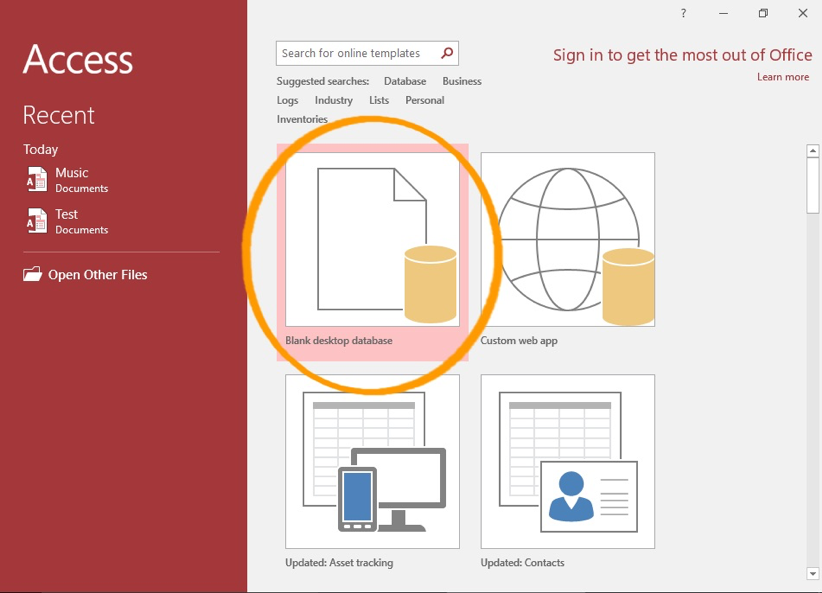 Access
Recent
Today
Music
Documents
Test
Documents
Open Other Files
?
Search for online templates
Sign in to get the most out of Office
Learn more
Suggested searches: Database Business
Logs Industry Lists Personal
Inventories
Blank desktop database
Custom web app
Updated: Asset tracking
Updated: Contacts